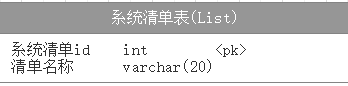 系统清单表(List)
系统清单id int <pk>
清单名称 varchar(20)